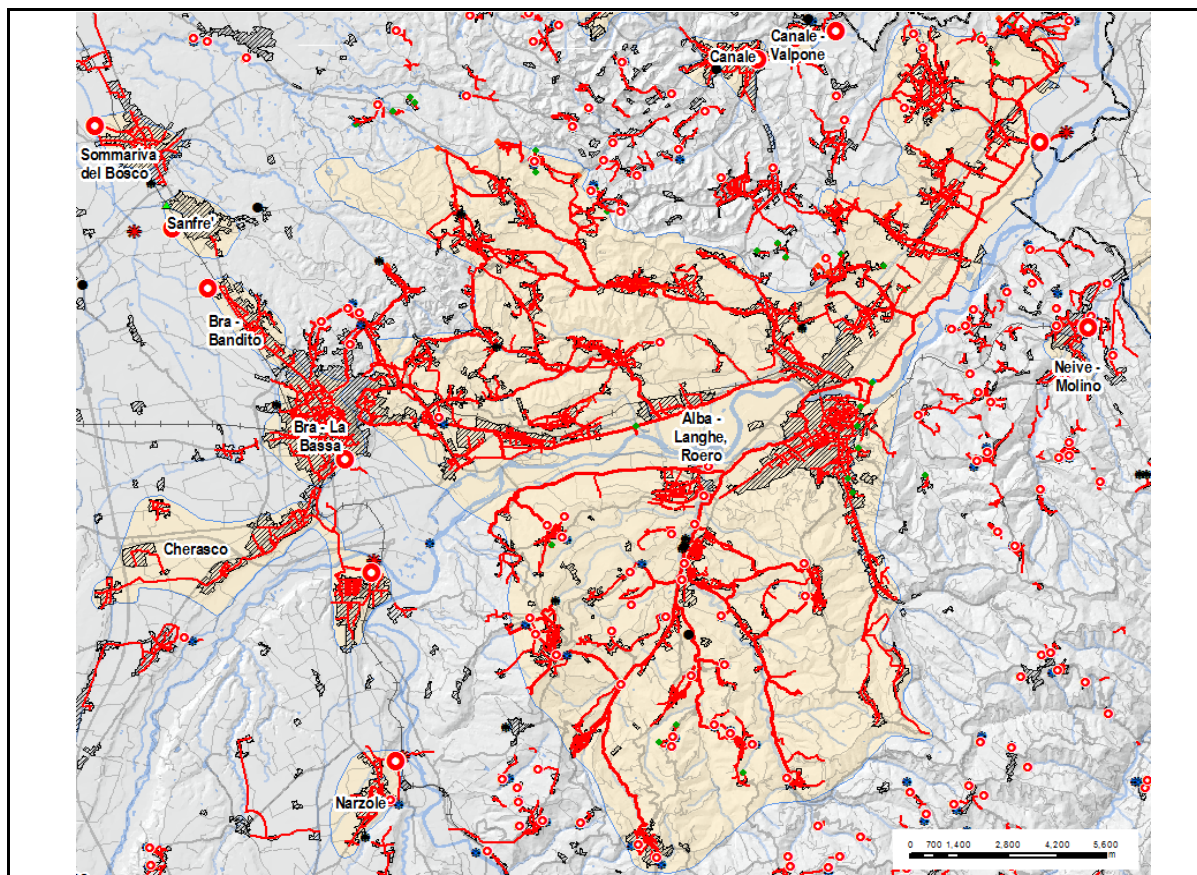 Canale -
Valpone
Canale
Sommariva
del Bosco
Sanfre'
Bra -
Bandito
Neive -
Molino
Bra - La
Bassa
Alba -
Langhe,
Roero
Cherasco
Narzole
0 700 1,400 2,800 4,200 5,600
m